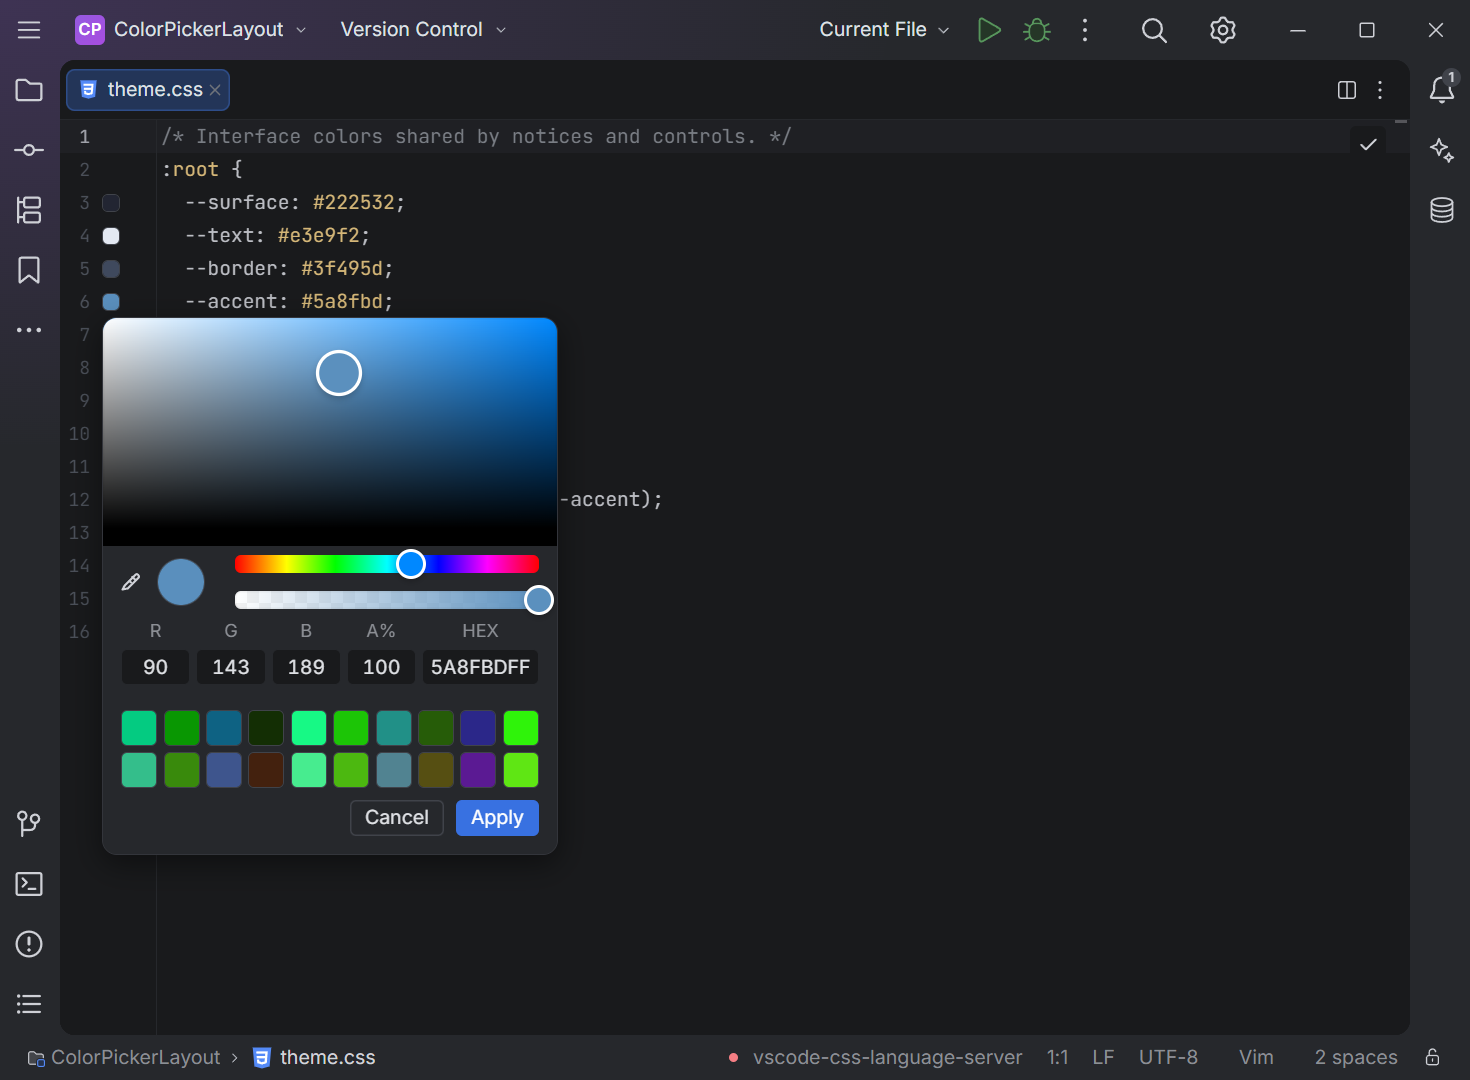 CP ColorPickerLayout Version Control Current File
theme.css
1
1 /* Interface colors shared by notices and controls. */
2 :root {
3 --surface: #222532;
4 --text: #e3e9f2;
5 --border: #3f495d;
6 --accent: #5a8fbd;
7
8
9
10
11
12 -accent);
13
14
15
16
R G B A% HEX
90 143 189 100 5A8FBDFF
Cancel Apply
ColorPickerLayout › theme.css vscode-css-language-server 1:1 LF UTF-8 Vim 2 spaces